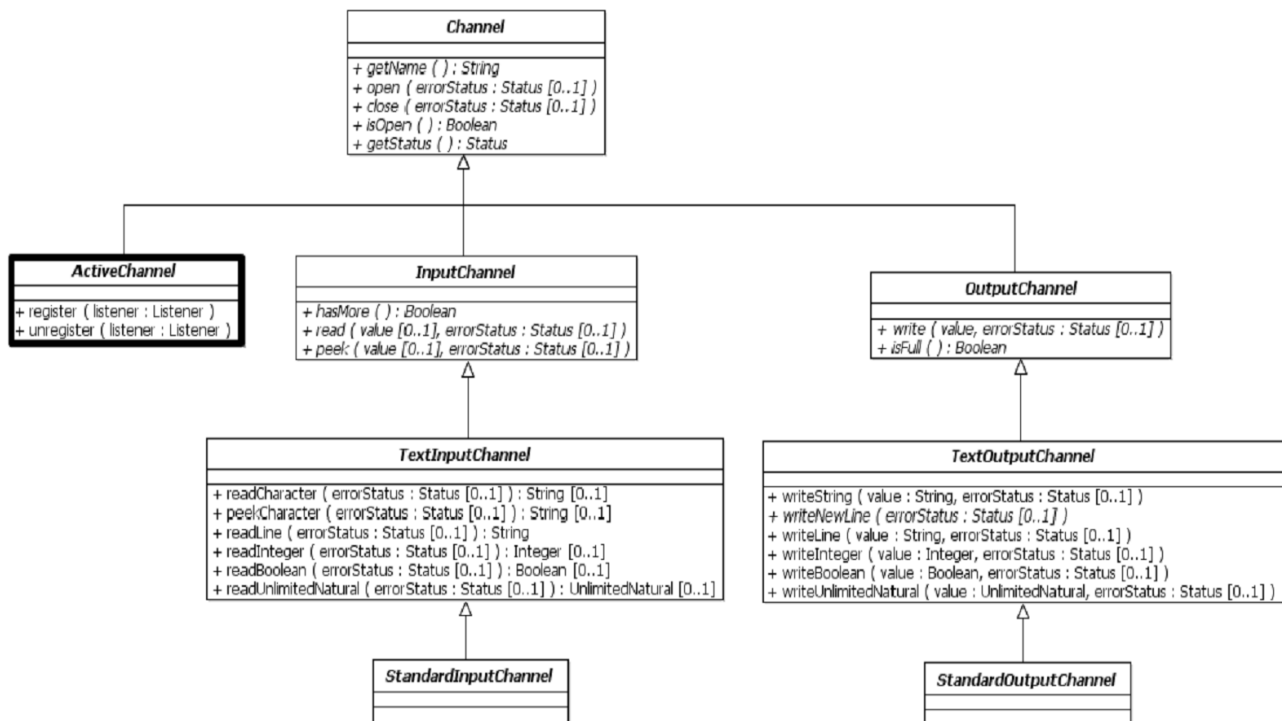 Channel
+ getName ( ) : String
+ open ( errorStatus : Status [0..1] )
+ close ( errorStatus : Status [0..1] )
+ isOpen ( ) : Boolean
+ getStatus ( ) : Status
ActiveChannel
+ register ( listener : Listener )
+ unregister ( listener : Listener )
InputChannel
+ hasMore ( ) : Boolean
+ read ( value [0..1], errorStatus : Status [0..1] )
+ peek ( value [0..1], errorStatus : Status [0..1] )
OutputChannel
+ write ( value, errorStatus : Status [0..1] )
+ isFull ( ) : Boolean
TextInputChannel
+ readCharacter ( errorStatus : Status [0..1] ) : String [0..1]
+ peekCharacter ( errorStatus : Status [0..1] ) : String [0..1]
+ readLine ( errorStatus : Status [0..1] ) : String
+ readInteger ( errorStatus : Status [0..1] ) : Integer [0..1]
+ readBoolean ( errorStatus : Status [0..1] ) : Boolean [0..1]
+ readUnlimitedNatural ( errorStatus : Status [0..1] ) : UnlimitedNatural [0..1]
TextOutputChannel
+ writeString ( value : String, errorStatus : Status [0..1] )
+ writeNewLine ( errorStatus : Status [0..1] )
+ writeLine ( value : String, errorStatus : Status [0..1] )
+ writeInteger ( value : Integer, errorStatus : Status [0..1] )
+ writeBoolean ( value : Boolean, errorStatus : Status [0..1] )
+ writeUnlimitedNatural ( value : UnlimitedNatural, errorStatus : Status [0..1] )
StandardInputChannel
StandardOutputChannel